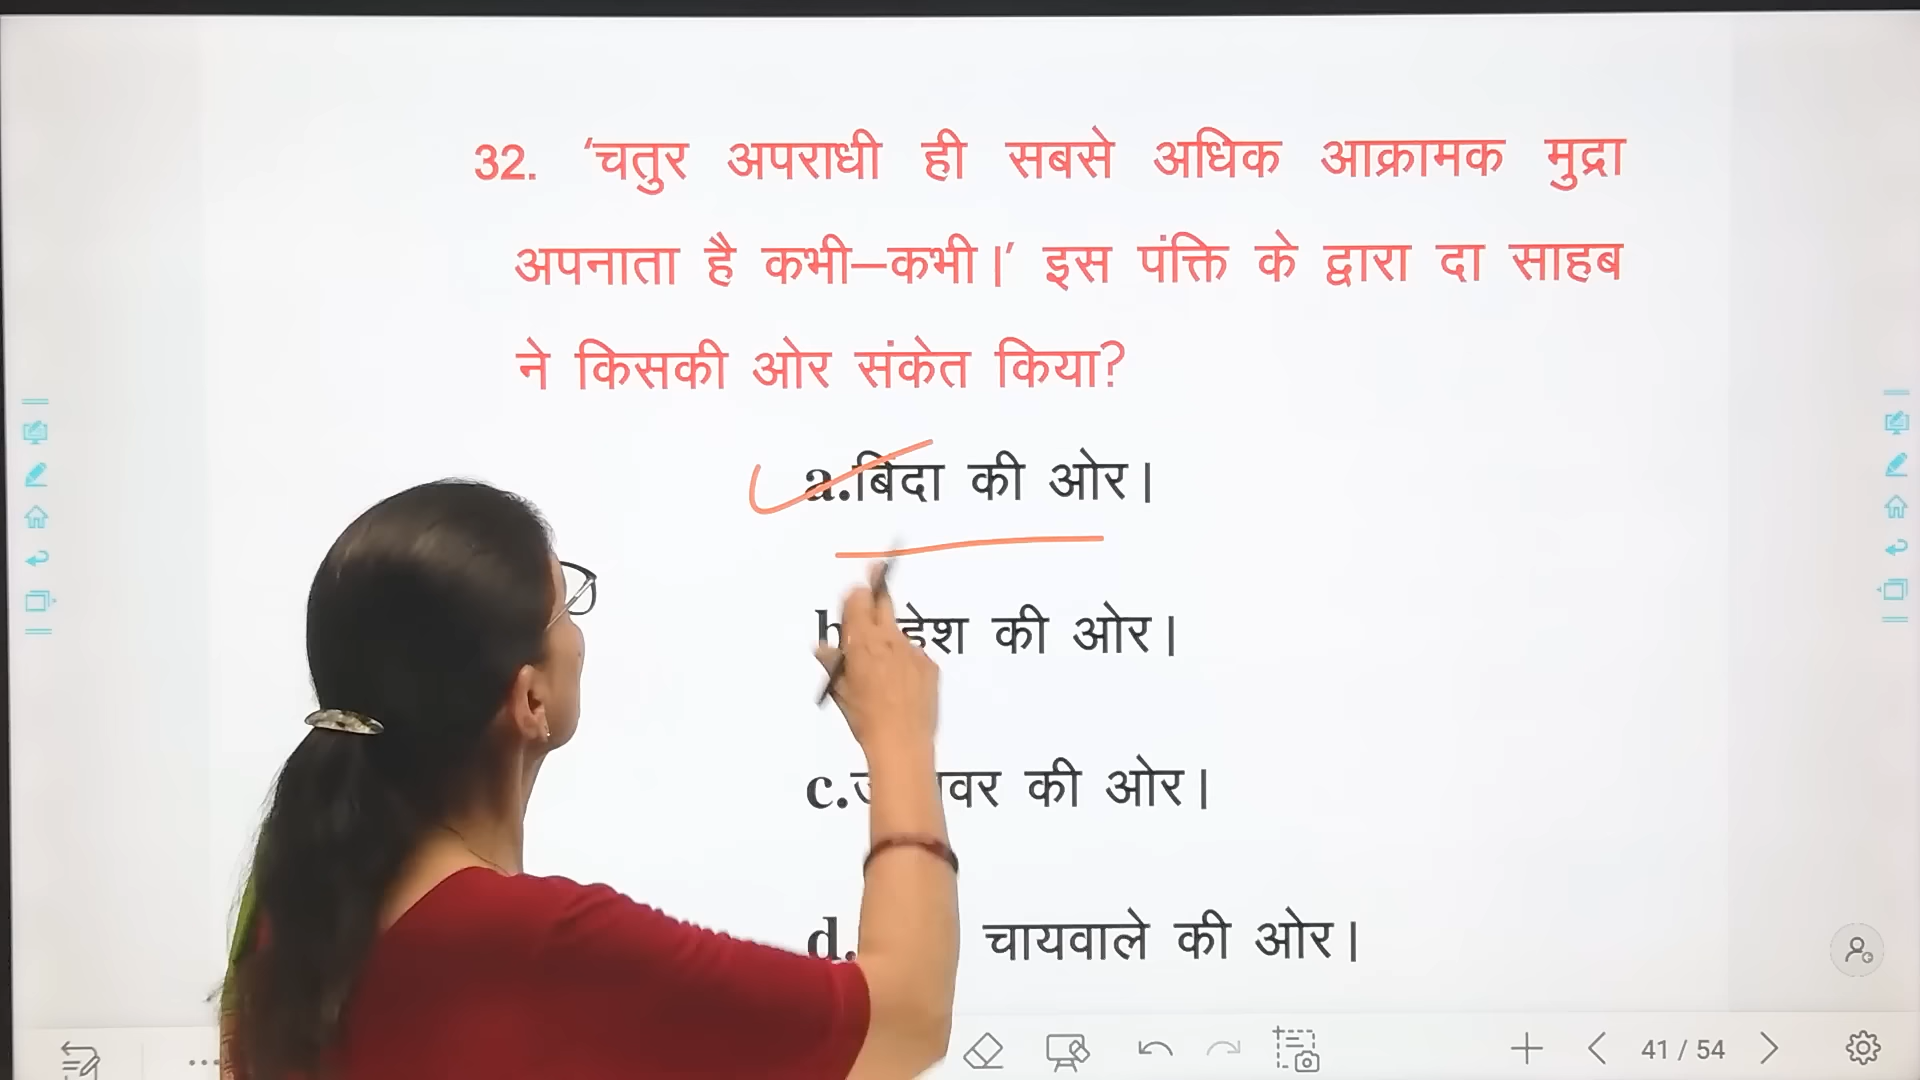 32. ‘चतुर अपराधी ही सबसे अधिक आक्रामक मुद्रा
अपनाता है कभी–कभी।’ इस पंक्ति के द्वारा दा साहब
ने किसकी ओर संकेत किया?
a.बिंदा की ओर।
की ओर।
c. की ओर।
d. चायवाले की ओर।
41 / 54